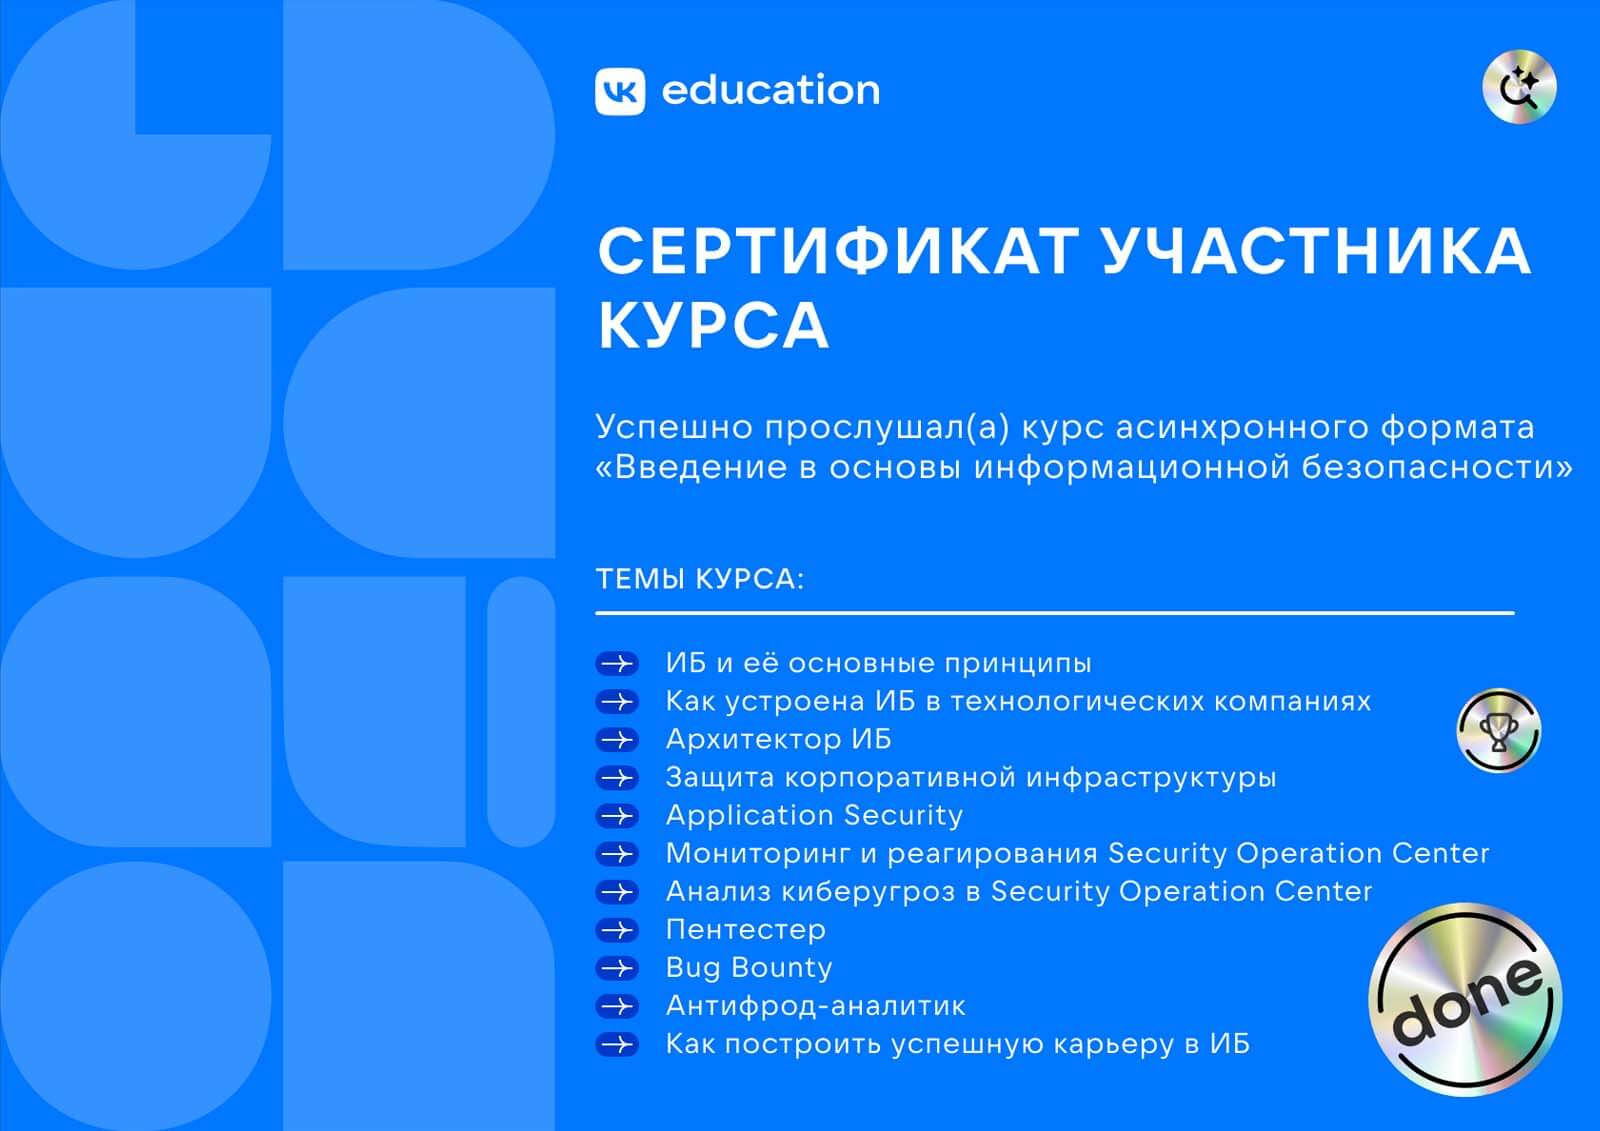 VK education
СЕРТИФИКАТ УЧАСТНИКА
КУРСА
Успешно прослушал(а) курс асинхронного формата
«Введение в основы информационной безопасности»
ТЕМЫ КУРСА:
ИБ и её основные принципы
Как устроена ИБ в технологических компаниях
Архитектор ИБ
Защита корпоративной инфраструктуры
Application Security
Мониторинг и реагирования Security Operation Center
Анализ киберугроз в Security Operation Center
Пентестер
Bug Bounty
Антифрод-аналитик
Как построить успешную карьеру в ИБ
done